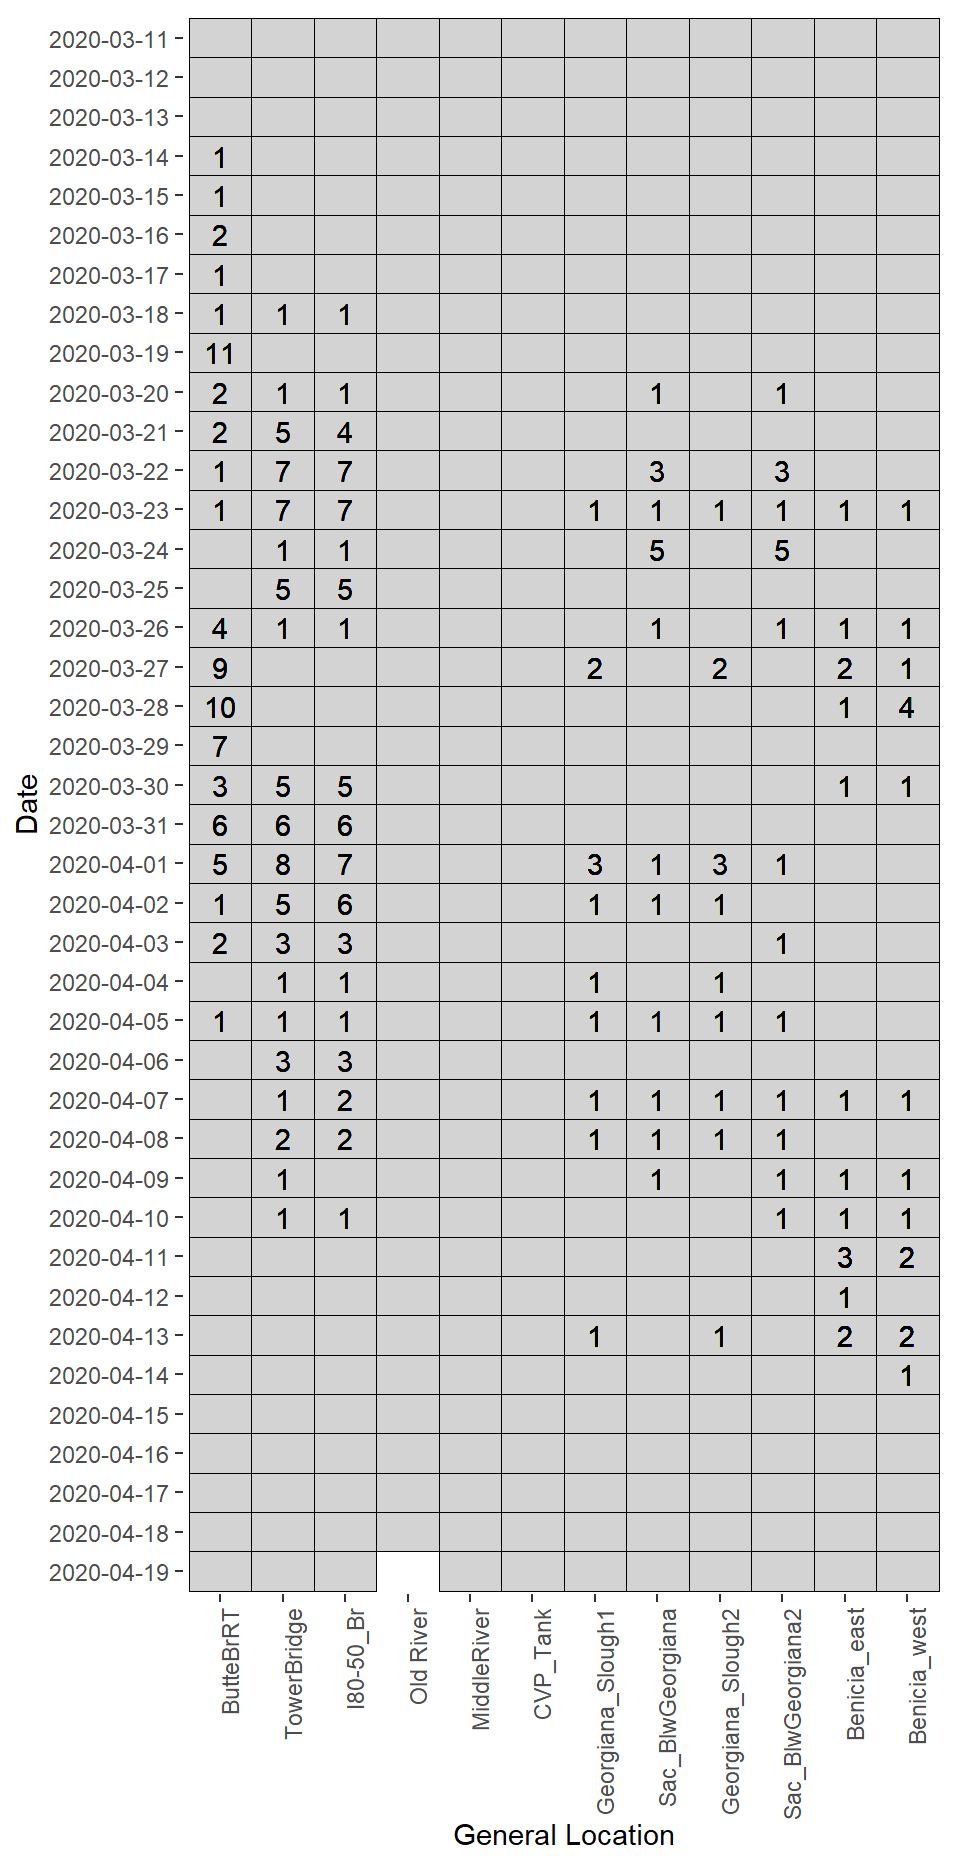 2020-03-11
2020-03-12
2020-03-13
2020-03-14 1
2020-03-15 1
2020-03-16 2
2020-03-17 1
2020-03-18 1 1 1
2020-03-19 11
2020-03-20 2 1 1 1 1
2020-03-21 2 5 4
2020-03-22 1 7 7 3 3
2020-03-23 1 7 7 1 1 1 1 1 1
2020-03-24 1 1 5 5
2020-03-25 5 5
2020-03-26 4 1 1 1 1 1 1
2020-03-27 9 2 2 2 1
2020-03-28 10 1 4
2020-03-29 7
2020-03-30 3 5 5 1 1
Date
2020-03-31 6 6 6
2020-04-01 5 8 7 3 1 3 1
2020-04-02 1 5 6 1 1 1
2020-04-03 2 3 3 1
2020-04-04 1 1 1 1
2020-04-05 1 1 1 1 1 1 1
2020-04-06 3 3
2020-04-07 1 2 1 1 1 1 1 1
2020-04-08 2 2 1 1 1 1
2020-04-09 1 1 1 1 1
2020-04-10 1 1 1 1 1
2020-04-11 3 2
2020-04-12 1
2020-04-13 1 1 2 2
2020-04-14 1
2020-04-15
2020-04-16
2020-04-17
2020-04-18
2020-04-19
ButteBrRT
TowerBridge
I80-50_Br
Old River
MiddleRiver
CVP_Tank
Georgiana_Slough1
Sac_BlwGeorgiana
Georgiana_Slough2
Sac_BlwGeorgiana2
Benicia_east
Benicia_west
General Location